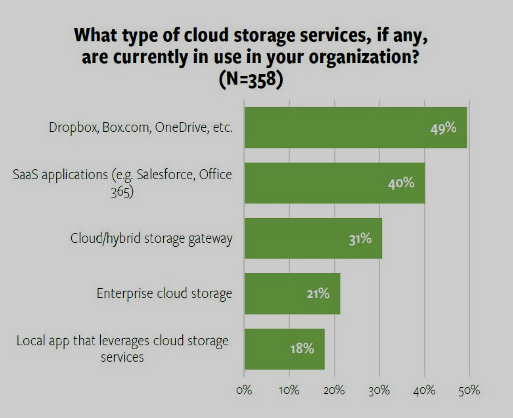 What type of cloud storage services, if any,
are currently in use in your organization?
(N=358)
Dropbox, Box.com, OneDrive, etc.
49%
SaaS applications (e.g. Salesforce, Office
365)
40%
Cloud/hybrid storage gateway
31%
Enterprise cloud storage
21%
Local app that leverages cloud storage
services
18%
0% 10% 20% 30% 40% 50%